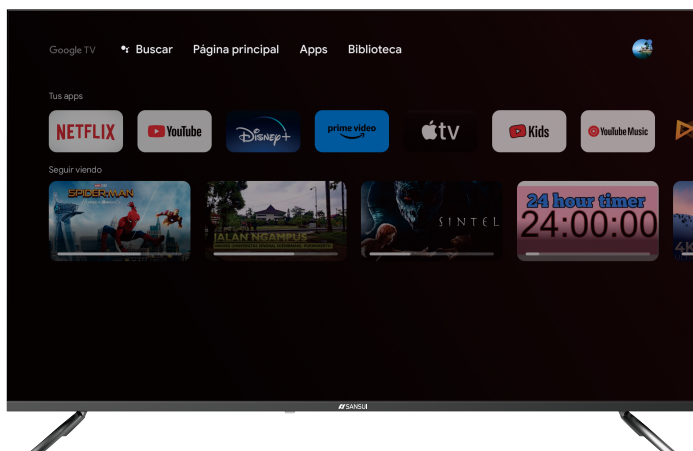 Google TV Buscar Página principal Apps Biblioteca
Tus apps
NETFLIX YouTube Disney+ prime video tv Kids YouTube Music
Seguir viendo
SPIDER-MAN
JALAN NGAMPUS
SINTEL
24 hour timer
24:00:00
4K
SANSUI